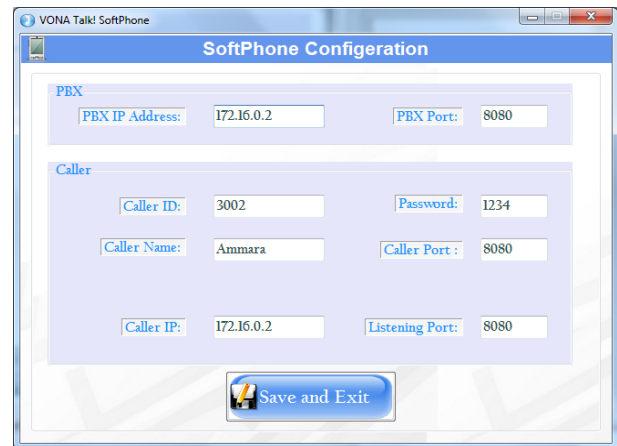 VONA Talk! SoftPhone
SoftPhone Configeration
PBX
PBX IP Address: 172.16.0.2 PBX Port: 8080
Caller
Caller ID: 3002 Password: 1234
Caller Name: Ammara Caller Port : 8080
Caller IP: 172.16.0.2 Listening Port: 8080
Save and Exit